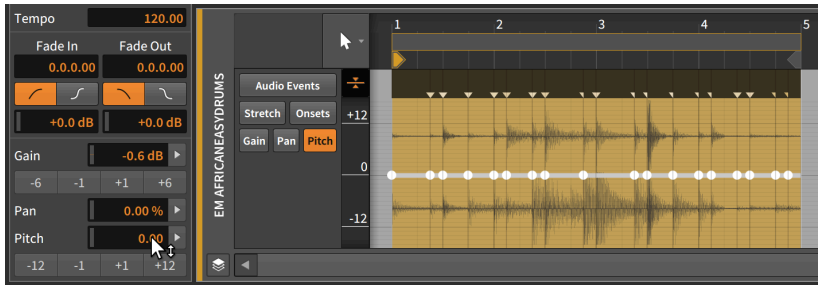 Tempo 120.00
Fade In Fade Out
0.0.0.00 0.0.0.00
+0.0 dB +0.0 dB
Gain -0.6 dB
-6 -1 +1 +6
Pan 0.00 %
Pitch 0.00
-12 -1 +1 +12
EM AFRICANEASYDRUMS
Audio Events
Stretch Onsets
Gain Pan Pitch
+12
0
-12
1 2 3 4 5